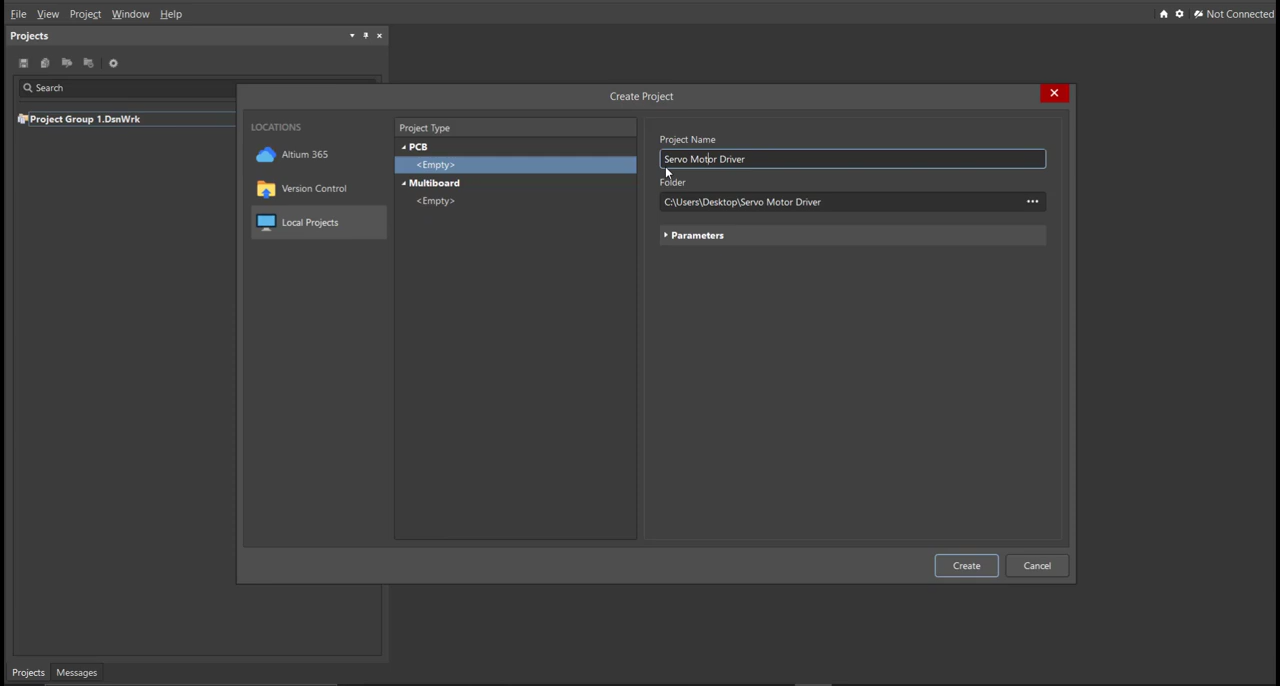 File View Project Window Help
Not Connected
Projects
Search
Project Group 1.DsnWrk
Create Project
LOCATIONS
Altium 365
Version Control
Local Projects
Project Type
PCB
<Empty>
Multiboard
<Empty>
Project Name
Servo Motor Driver
Folder
C:\Users\Desktop\Servo Motor Driver
Parameters
Create Cancel
Projects Messages